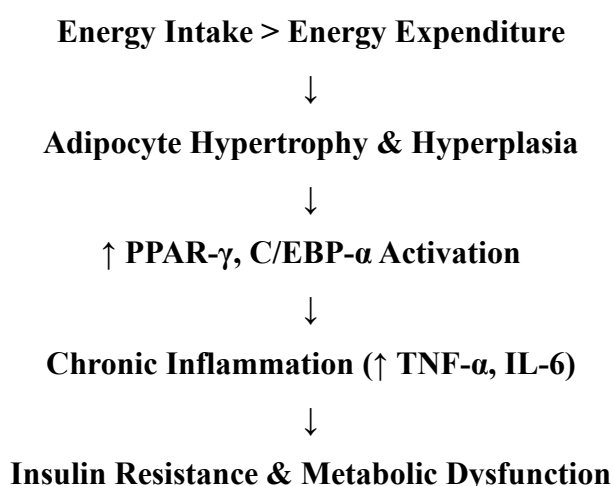 Energy Intake > Energy Expenditure
↓
Adipocyte Hypertrophy & Hyperplasia
↓
↑ PPAR-γ, C/EBP-α Activation
↓
Chronic Inflammation (↑ TNF-α, IL-6)
↓
Insulin Resistance & Metabolic Dysfunction